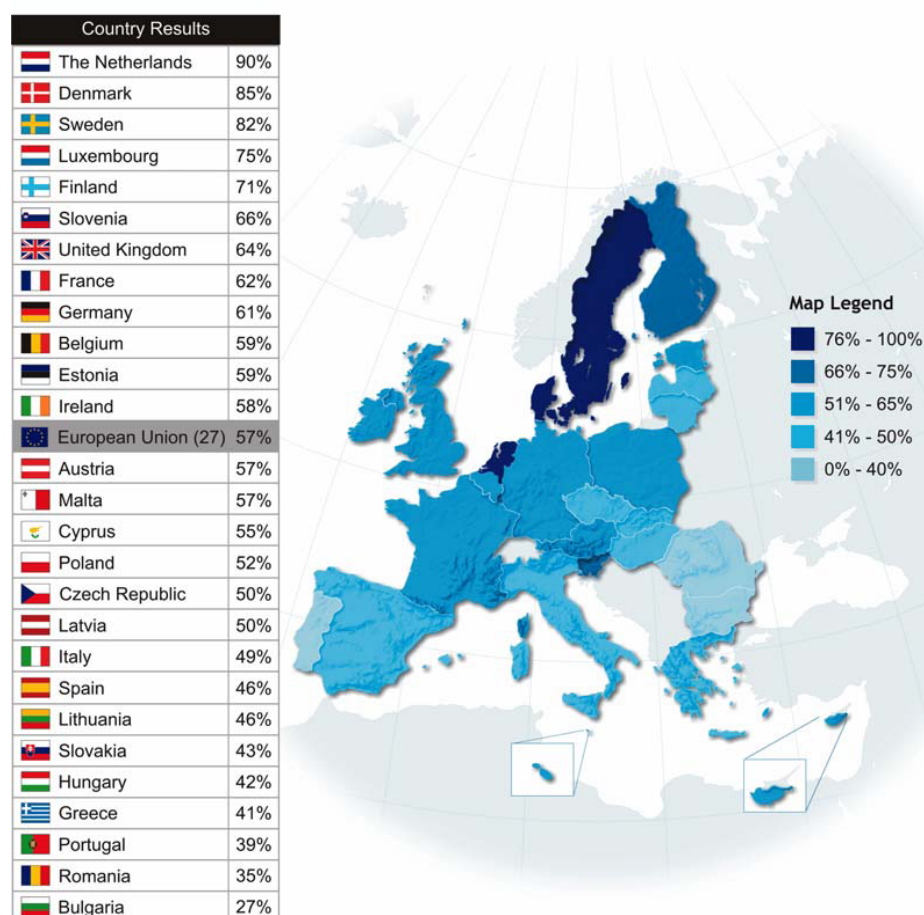 Country Results
The Netherlands 90%
Denmark 85%
Sweden 82%
Luxembourg 75%
Finland 71%
Slovenia 66%
United Kingdom 64%
France 62%
Germany 61%
Belgium 59%
Estonia 59%
Ireland 58%
European Union (27) 57%
Austria 57%
Malta 57%
Cyprus 55%
Poland 52%
Czech Republic 50%
Latvia 50%
Italy 49%
Spain 46%
Lithuania 46%
Slovakia 43%
Hungary 42%
Greece 41%
Portugal 39%
Romania 35%
Bulgaria 27%
Map Legend
76% - 100%
66% - 75%
51% - 65%
41% - 50%
0% - 40%